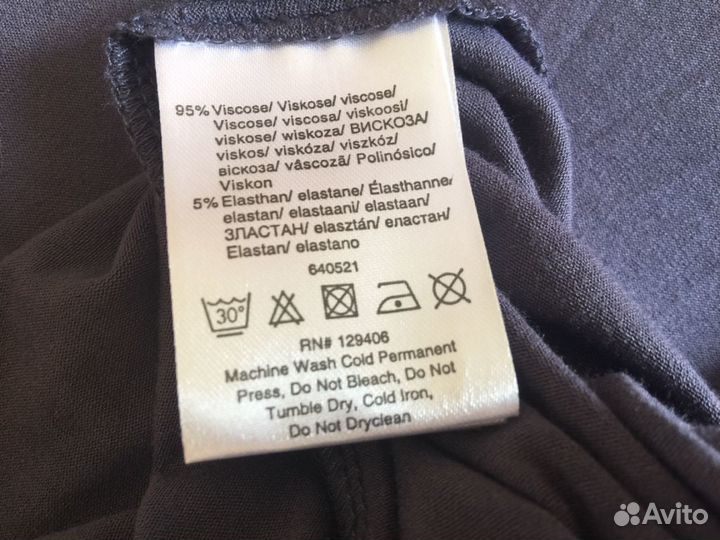 95% Viscose/ Viskose/ viscose/
Viscose/ viscosa/ viskoosi/
viskose/ wiskoza/ ВИСКОЗА/
viskos/ viskóza/ viszkóz/
віскоза/ vâscoză/ Polinósico/
Viskon
5% Elasthan/ elastane/ Élasthanne/
elastan/ elastaani/ elastaan/
ЗЛАСТАН/ elasztán/ еластан/
Elastan/ elastano
640521
30°
RN# 129406
Machine Wash Cold Permanent
Press, Do Not Bleach, Do Not
Tumble Dry, Cold Iron,
Do Not Dryclean
Avito